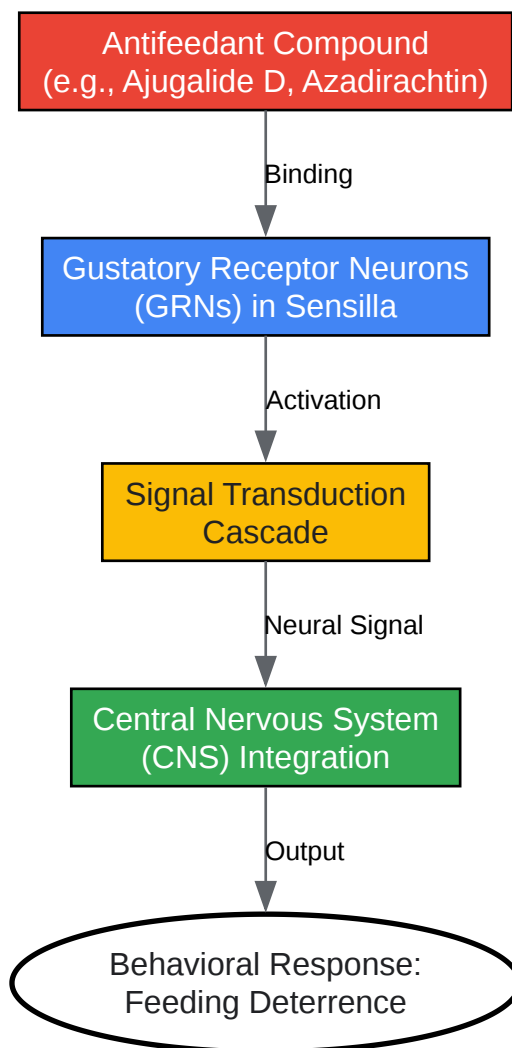 Antifeedant Compound
(e.g., Ajugalide D, Azadirachtin)
Binding
Gustatory Receptor Neurons
(GRNs) in Sensilla
Activation
Signal Transduction
Cascade
Neural Signal
Central Nervous System
(CNS) Integration
Output
Behavioral Response:
Feeding Deterrence